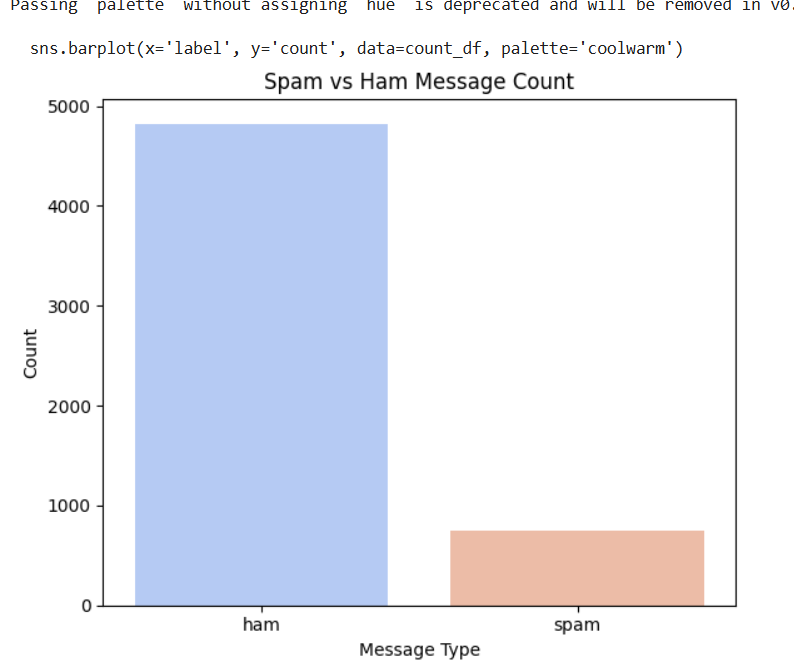 Passing `palette` without assigning `hue` is deprecated and will be removed in v0.
sns.barplot(x='label', y='count', data=count_df, palette='coolwarm')
Spam vs Ham Message Count
5000
4000
3000
2000
1000
0
Count
ham spam
Message Type